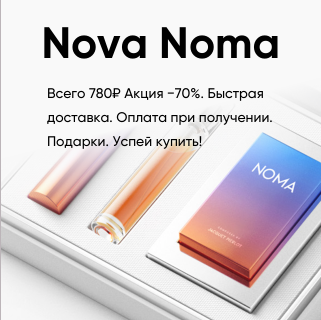 Nova Noma
Всего 780₽ Акция −70%. Быстрая
доставка. Оплата при получении.
Подарки. Успей купить!
NOMA